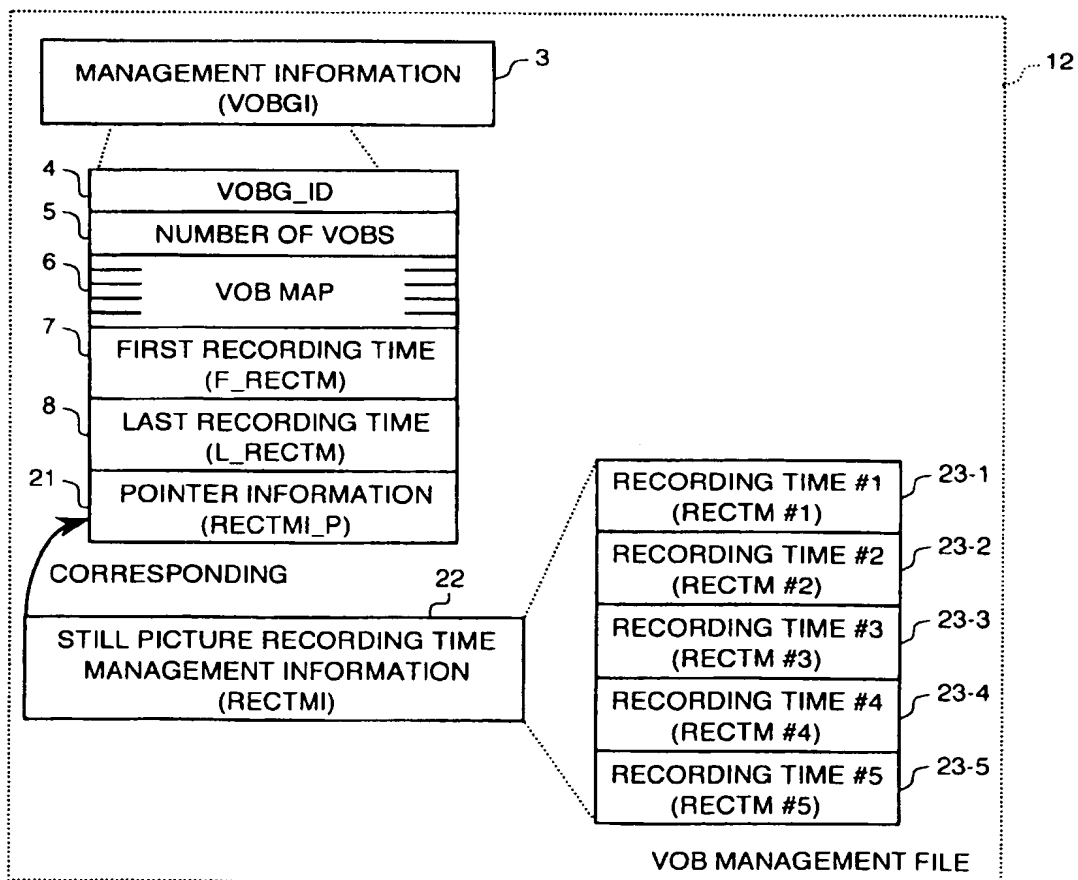 MANAGEMENT INFORMATION
(VOBGI)
3
12
4
VOBG_ID
5
NUMBER OF VOBS
6
VOB MAP
7
FIRST RECORDING TIME
(F_RECTM)
8
LAST RECORDING TIME
(L_RECTM)
21
POINTER INFORMATION
(RECTMI_P)
CORRESPONDING
22
STILL PICTURE RECORDING TIME
MANAGEMENT INFORMATION
(RECTMI)
RECORDING TIME #1
(RECTM #1)
23-1
RECORDING TIME #2
(RECTM #2)
23-2
RECORDING TIME #3
(RECTM #3)
23-3
RECORDING TIME #4
(RECTM #4)
23-4
RECORDING TIME #5
(RECTM #5)
23-5
VOB MANAGEMENT FILE